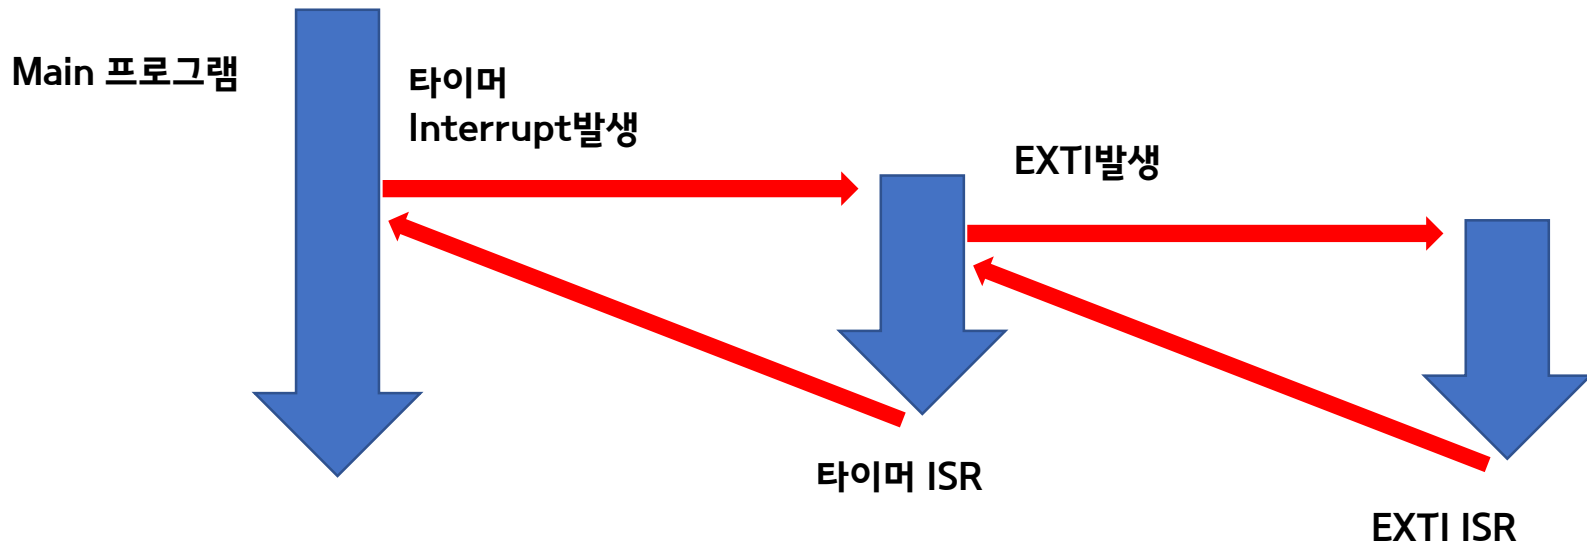 Main 프로그램
타이머
Interrupt발생
EXTI발생
타이머 ISR
EXTI ISR